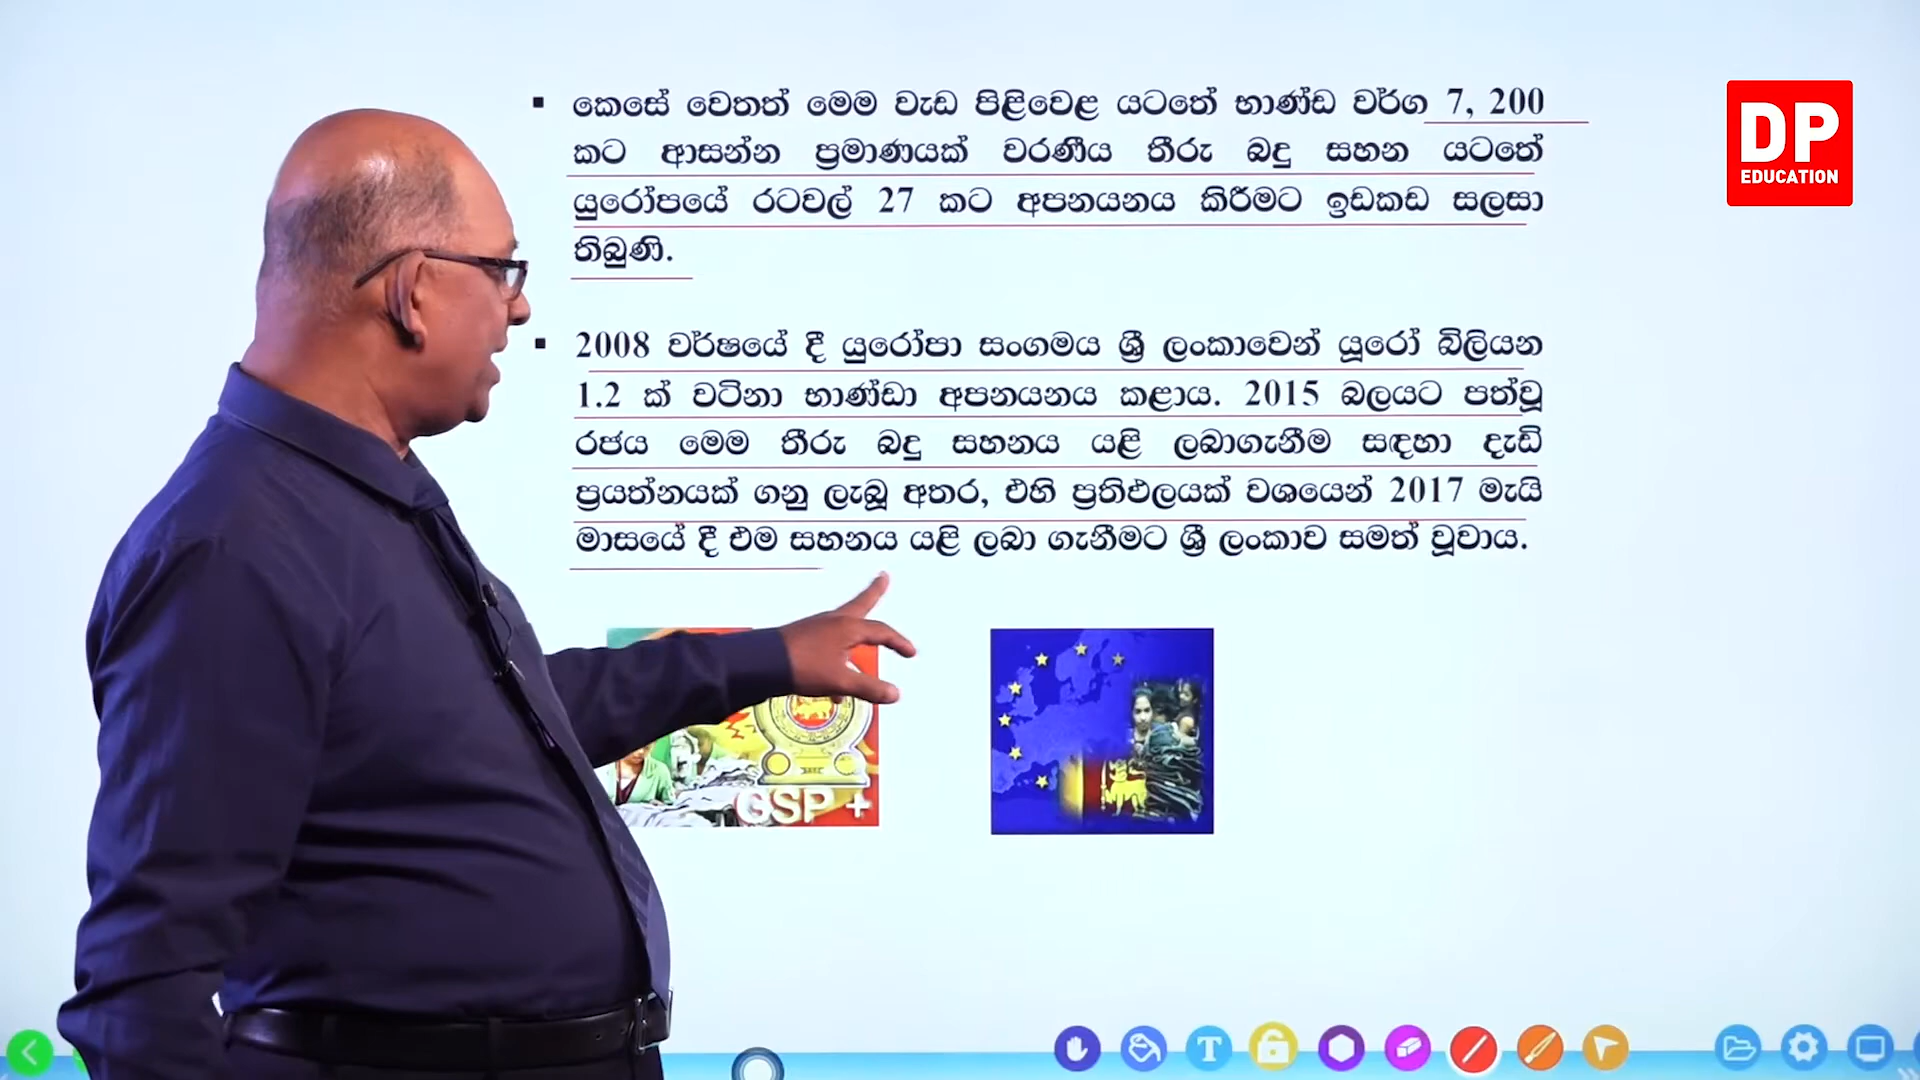 කෙසේ වෙතත් මෙම වැඩ පිළිවෙළ යටතේ භාණ්ඩ වර්ග 7, 200
කට ආසන්න ප්‍රමාණයක් වරණීය තීරු බදු සහන යටතේ
යුරෝපයේ රටවල් 27 කට අපනයනය කිරීමට ඉඩකඩ සලසා
තිබුණි.
2008 වර්ෂයේ දී යුරෝපා සංගමය ශ්‍රී ලංකාවෙන් යූරෝ බිලියන
1.2 ක් වටිනා භාණ්ඩා අපනයනය කළාය. 2015 බලයට පත්වූ
රජය මෙම තීරු බදු සහනය යළි ලබාගැනීම සඳහා දැඩි
ප්‍රයත්නයක් ගනු ලැබූ අතර, එහි ප්‍රතිඵලයක් වශයෙන් 2017 මැයි
මාසයේ දී එම සහනය යළි ලබා ගැනීමට ශ්‍රී ලංකාව සමත් වූවාය.
GSP +
DP
EDUCATION
T